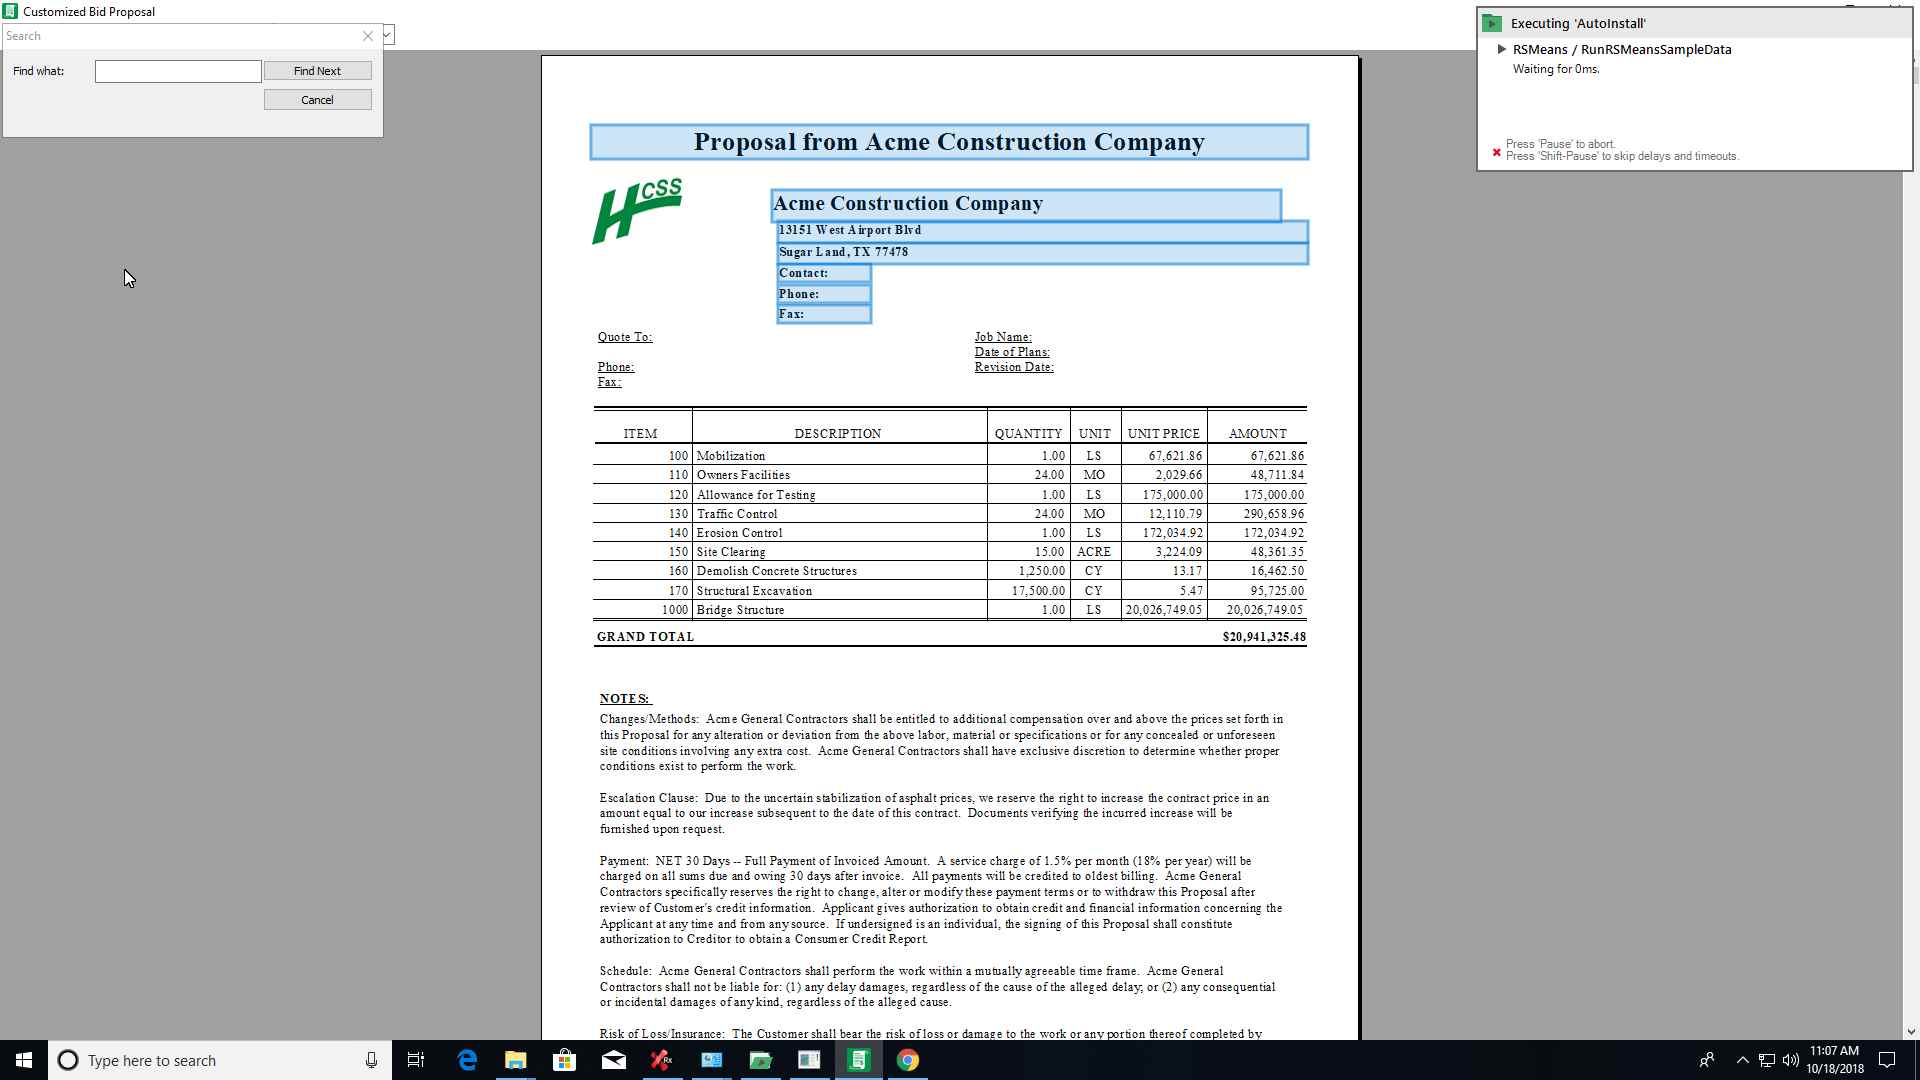 Customized Bid Proposal
Search
Find what:
Find Next
Cancel
Executing 'AutoInstall'
RSMeans / RunRSMeansSampleData
Waiting for 0ms.
Press 'Pause' to abort.
Press 'Shift-Pause' to skip delays and timeouts.
Proposal from Acme Construction Company
HCSS
Acme Construction Company
13151 West Airport Blvd
Sugar Land, TX 77478
Contact:
Phone:
Fax:
Quote To:
Job Name:
Date of Plans:
Phone:
Revision Date:
Fax:
ITEM DESCRIPTION QUANTITY UNIT UNIT PRICE AMOUNT
100 Mobilization 1.00 LS 67,621.86 67,621.86
110 Owners Facilities 24.00 MO 2,029.66 48,711.84
120 Allowance for Testing 1.00 LS 175,000.00 175,000.00
130 Traffic Control 24.00 MO 12,110.79 290,658.96
140 Erosion Control 1.00 LS 172,034.92 172,034.92
150 Site Clearing 15.00 ACRE 3,224.09 48,361.35
160 Demolish Concrete Structures 1,250.00 CY 13.17 16,462.50
170 Structural Excavation 17,500.00 CY 5.47 95,725.00
1000 Bridge Structure 1.00 LS 20,026,749.05 20,026,749.05
GRAND TOTAL $20,941,325.48
NOTES:
Changes/Methods: Acme General Contractors shall be entitled to additional compensation over and above the prices set forth in
this Proposal for any alteration or deviation from the above labor, material or specifications or for any concealed or unforeseen
site conditions involving any extra cost. Acme General Contractors shall have exclusive discretion to determine whether proper
conditions exist to perform the work.
Escalation Clause: Due to the uncertain stabilization of asphalt prices, we reserve the right to increase the contract price in an
amount equal to our increase subsequent to the date of this contract. Documents verifying the incurred increase will be
furnished upon request.
Payment: NET 30 Days -- Full Payment of Invoiced Amount. A service charge of 1.5% per month (18% per year) will be
charged on all sums due and owing 30 days after invoice. All payments will be credited to oldest billing. Acme General
Contractors specifically reserves the right to change, alter or modify these payment terms or to withdraw this Proposal after
review of Customer's credit information. Applicant gives authorization to obtain credit and financial information concerning the
Applicant at any time and from any source. If undersigned is an individual, the signing of this Proposal shall constitute
authorization to Creditor to obtain a Consumer Credit Report.
Schedule: Acme General Contractors shall perform the work within a mutually agreeable time frame. Acme General
Contractors shall not be liable for: (1) any delay damages, regardless of the cause of the alleged delay; or (2) any consequential
or incidental damages of any kind, regardless of the alleged cause.
Risk of Loss/Insurance: The Customer shall bear the risk of loss or damage to the work or any portion thereof completed by
Type here to search
11:07 AM
10/18/2018